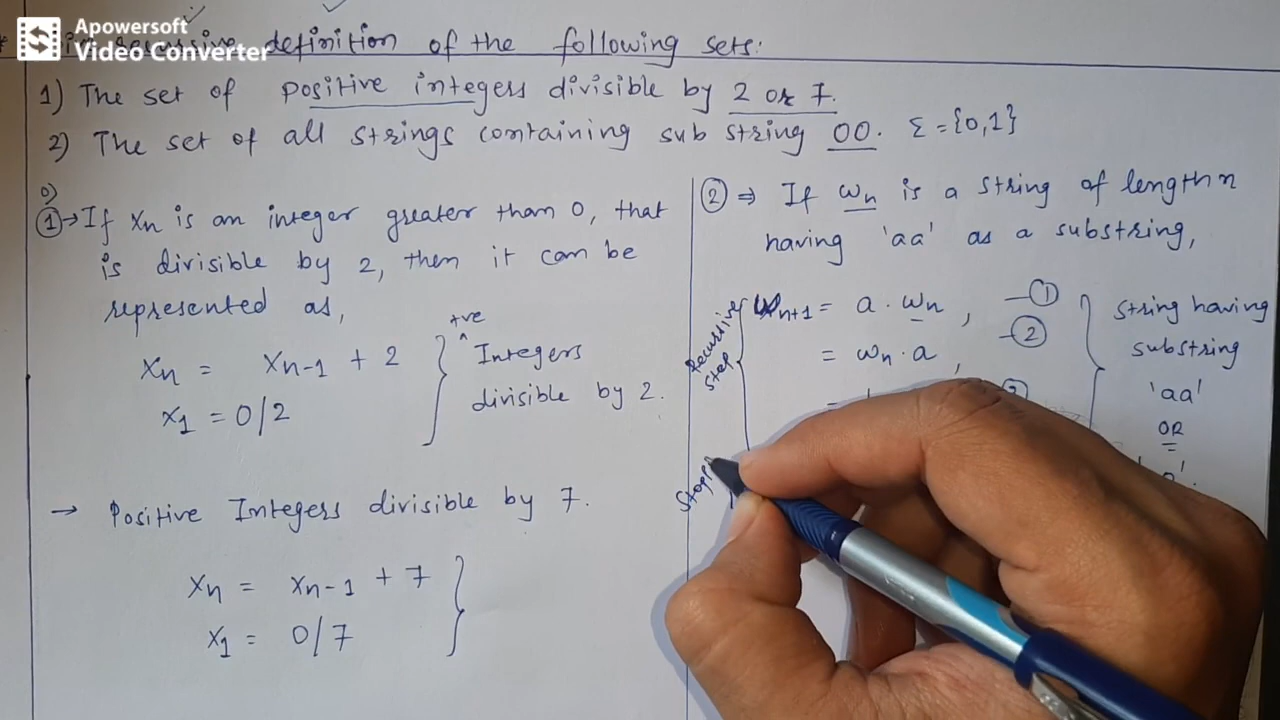 Apowersoft
Video Converter
recursive definition of the following sets:
1) The set of positive integers divisible by 2 or 7.
2) The set of all strings containing sub string 00. Σ = {0,1}
①→ If xn is an integer greater than 0, that
is divisible by 2, then it can be
represented as,
xn = xn-1 + 2
x1 = 0/2
+ve
^ Integers
divisible by 2.
→ Positive Integers divisible by 7.
xn = xn-1 + 7
x1 = 0/7
② ⇒ If wn is a string of length n
having 'aa' as a substring,
Recursive
step
wn+1 = a . wn , —①
= wn . a , —②
string having
substring
'aa'
OR